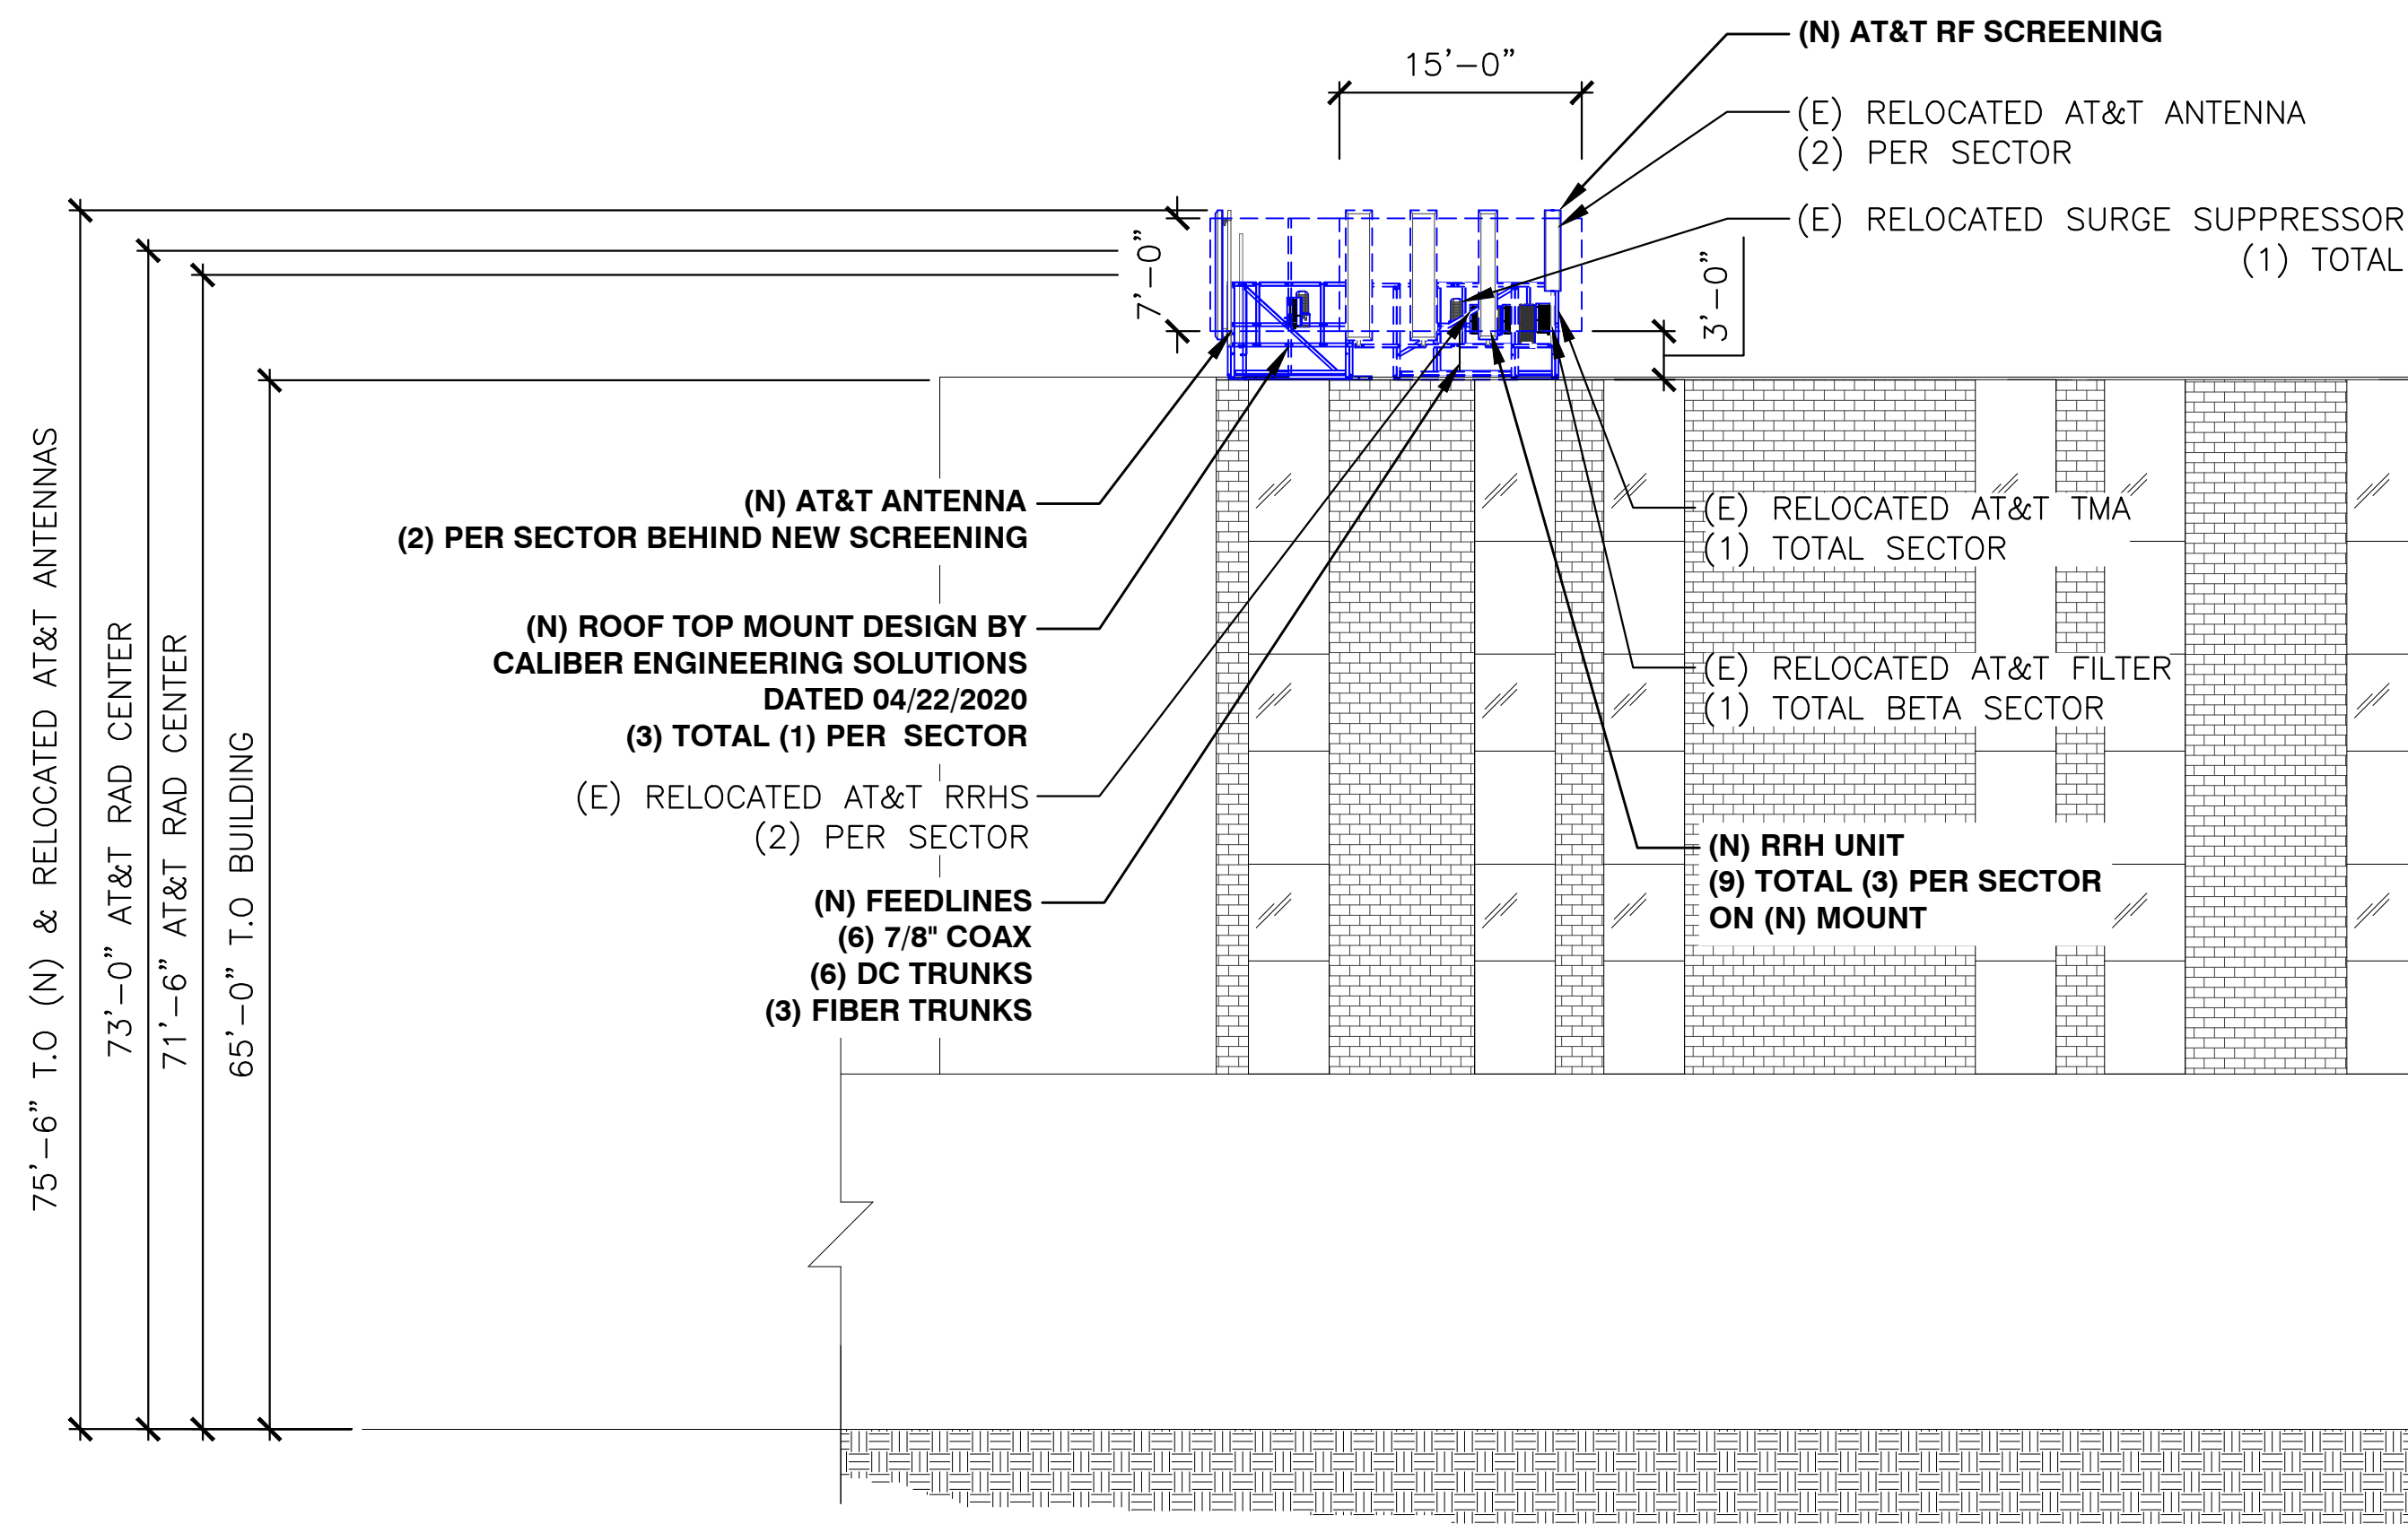 (N) AT&T RF SCREENING
15'-0"
(E) RELOCATED AT&T ANTENNA
(2) PER SECTOR
(E) RELOCATED SURGE SUPPRESSOR
(1) TOTAL
7'-0"
3'-0"
75'-6" T.O (N) & RELOCATED AT&T ANTENNAS
73'-0" AT&T RAD CENTER
71'-6" AT&T RAD CENTER
65'-0" T.O BUILDING
(N) AT&T ANTENNA
(2) PER SECTOR BEHIND NEW SCREENING
(N) ROOF TOP MOUNT DESIGN BY
CALIBER ENGINEERING SOLUTIONS
DATED 04/22/2020
(3) TOTAL (1) PER SECTOR
(E) RELOCATED AT&T RRHS
(2) PER SECTOR
(N) FEEDLINES
(6) 7/8" COAX
(6) DC TRUNKS
(3) FIBER TRUNKS
(E) RELOCATED AT&T TMA
(1) TOTAL SECTOR
(E) RELOCATED AT&T FILTER
(1) TOTAL BETA SECTOR
(N) RRH UNIT
(9) TOTAL (3) PER SECTOR
ON (N) MOUNT